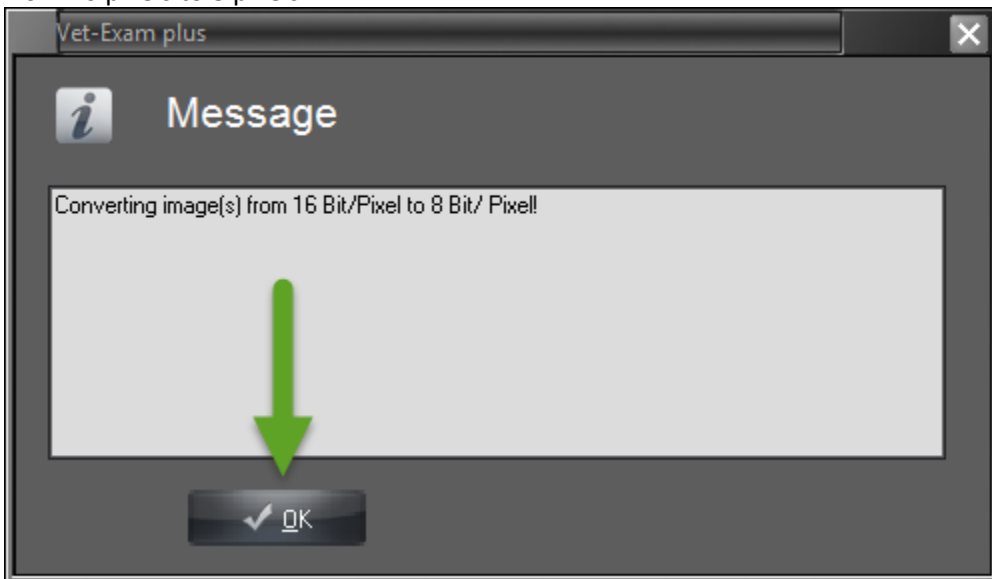 Vet-Exam plus
Message
Converting image(s) from 16 Bit/Pixel to 8 Bit/ Pixel!
OK